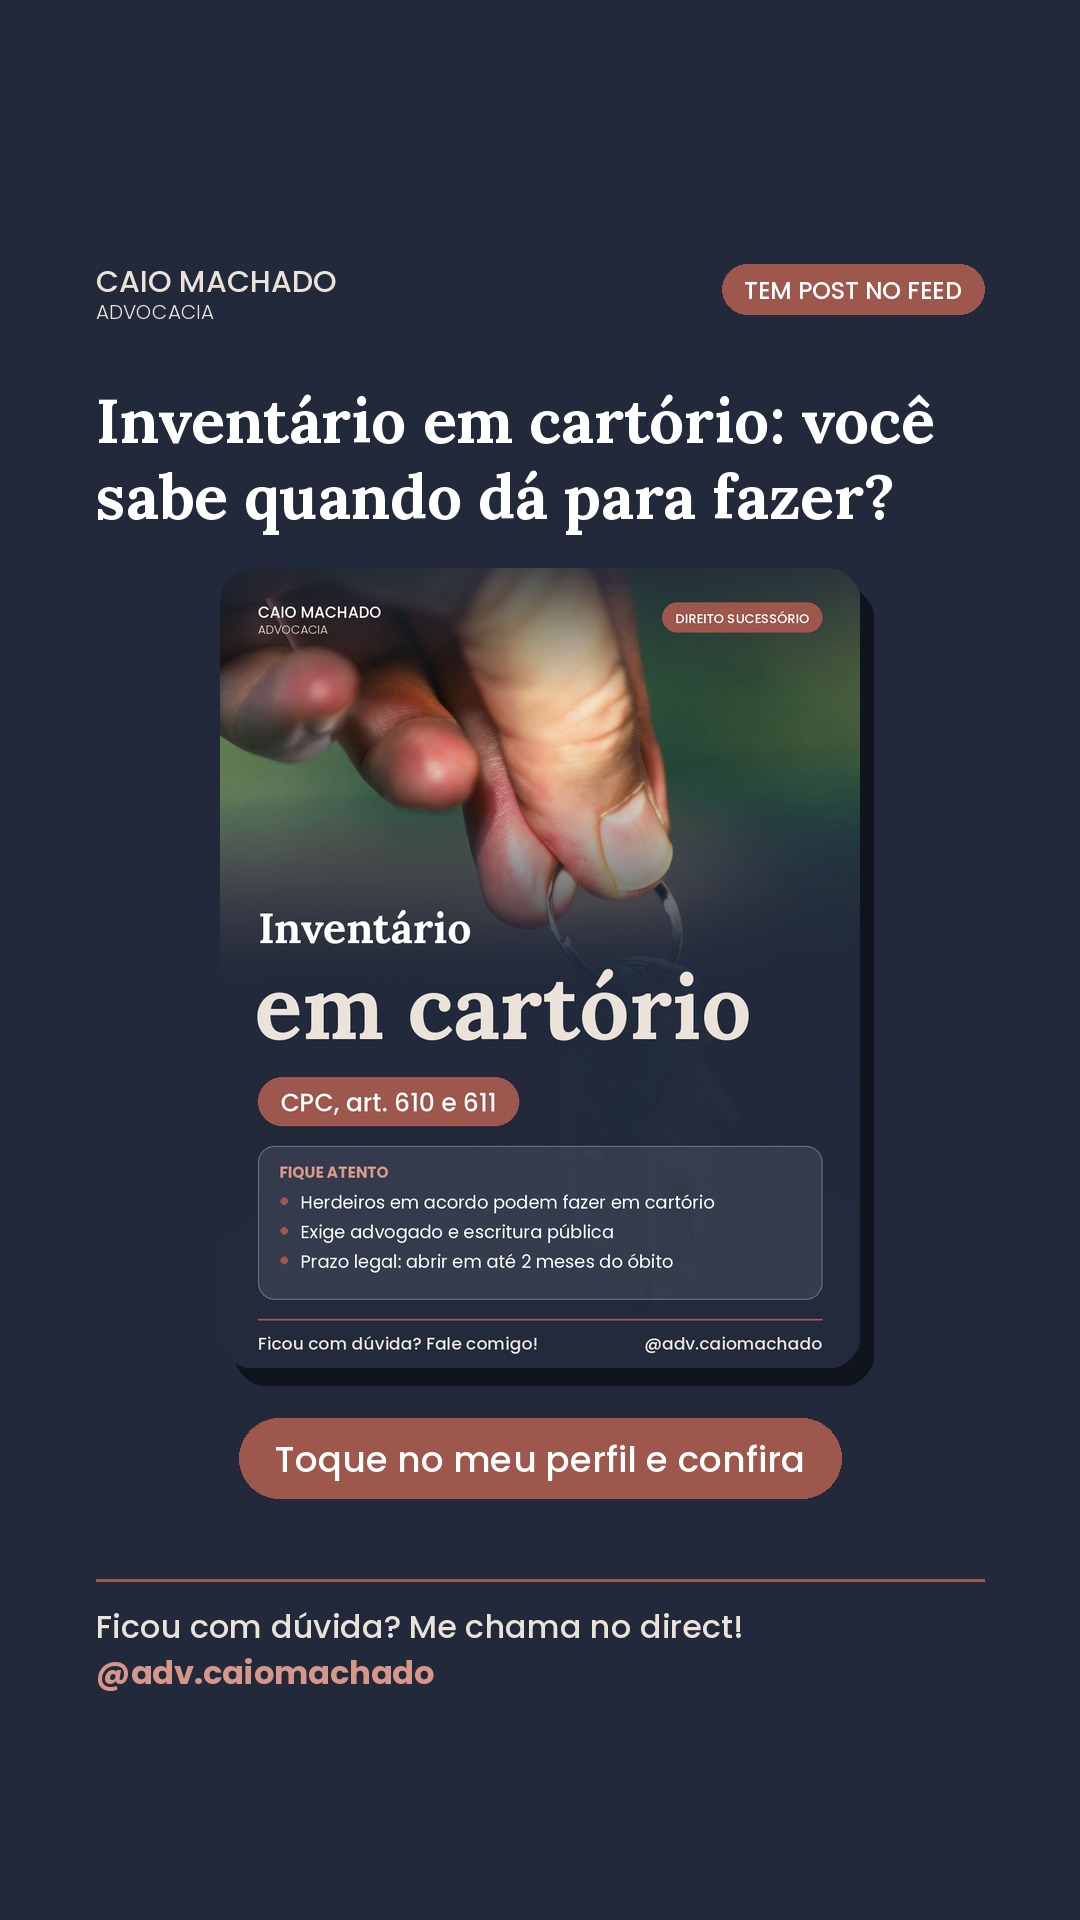 CAIO MACHADO
ADVOCACIA
TEM POST NO FEED
Inventário em cartório: você
sabe quando dá para fazer?
CAIO MACHADO
ADVOCACIA
DIREITO SUCESSÓRIO
Inventário
em cartório
CPC, art. 610 e 611
FIQUE ATENTO
Herdeiros em acordo podem fazer em cartório
Exige advogado e escritura pública
Prazo legal: abrir em até 2 meses do óbito
Ficou com dúvida? Fale comigo!
@adv.caiomachado
Toque no meu perfil e confira
Ficou com dúvida? Me chama no direct!
@adv.caiomachado